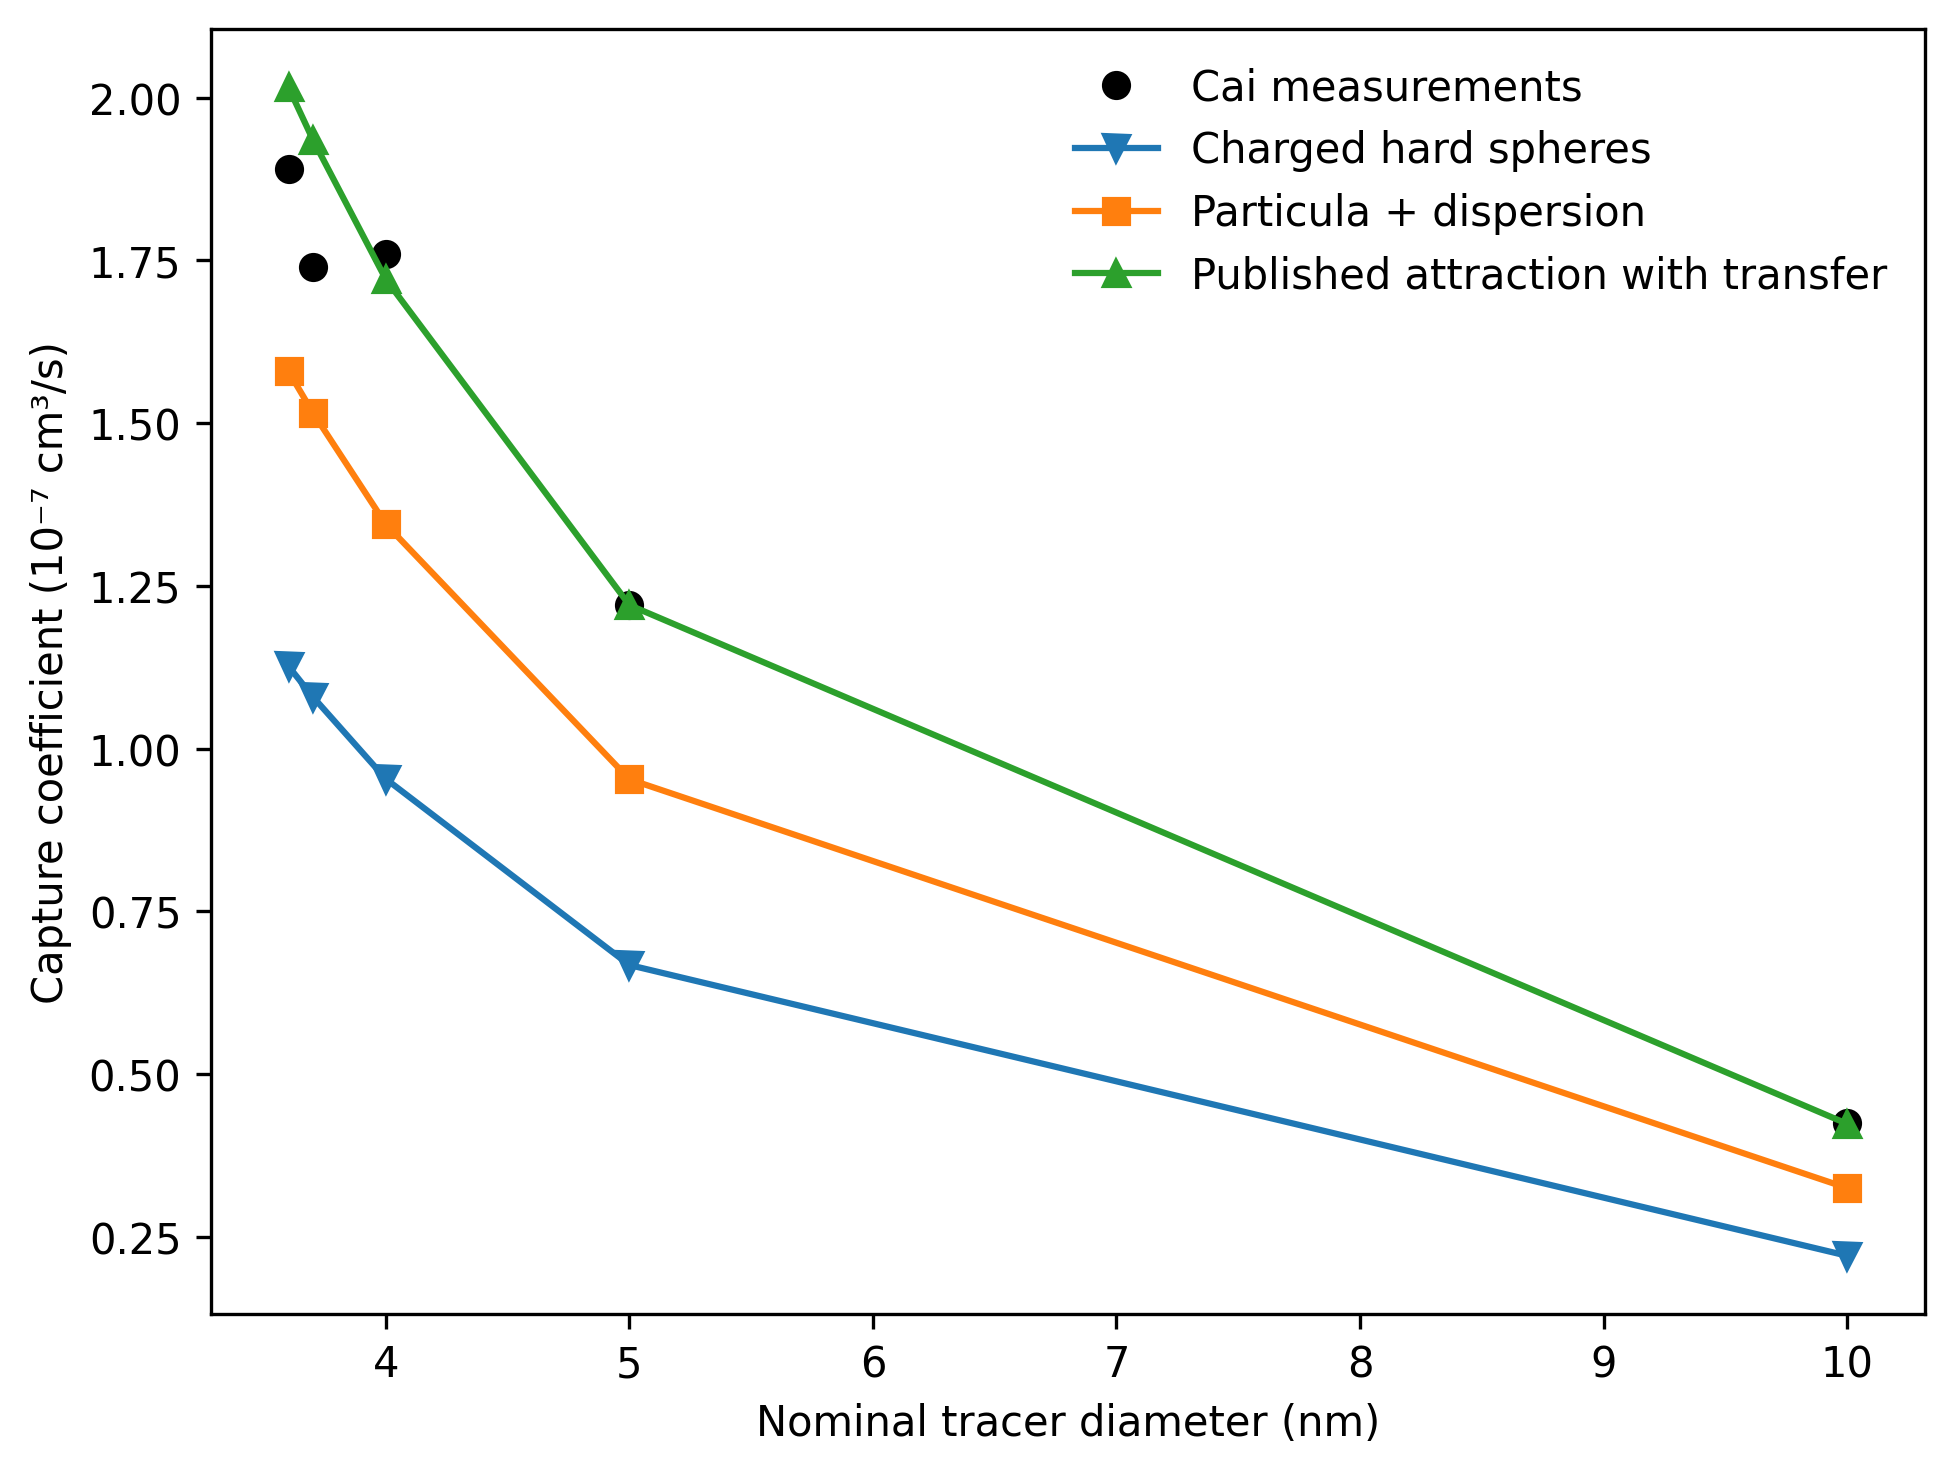 Cai measurements
Charged hard spheres
Particula + dispersion
Published attraction with transfer
Capture coefficient (10⁻⁷ cm³/s)
2.00
1.75
1.50
1.25
1.00
0.75
0.50
0.25
4 5 6 7 8 9 10
Nominal tracer diameter (nm)